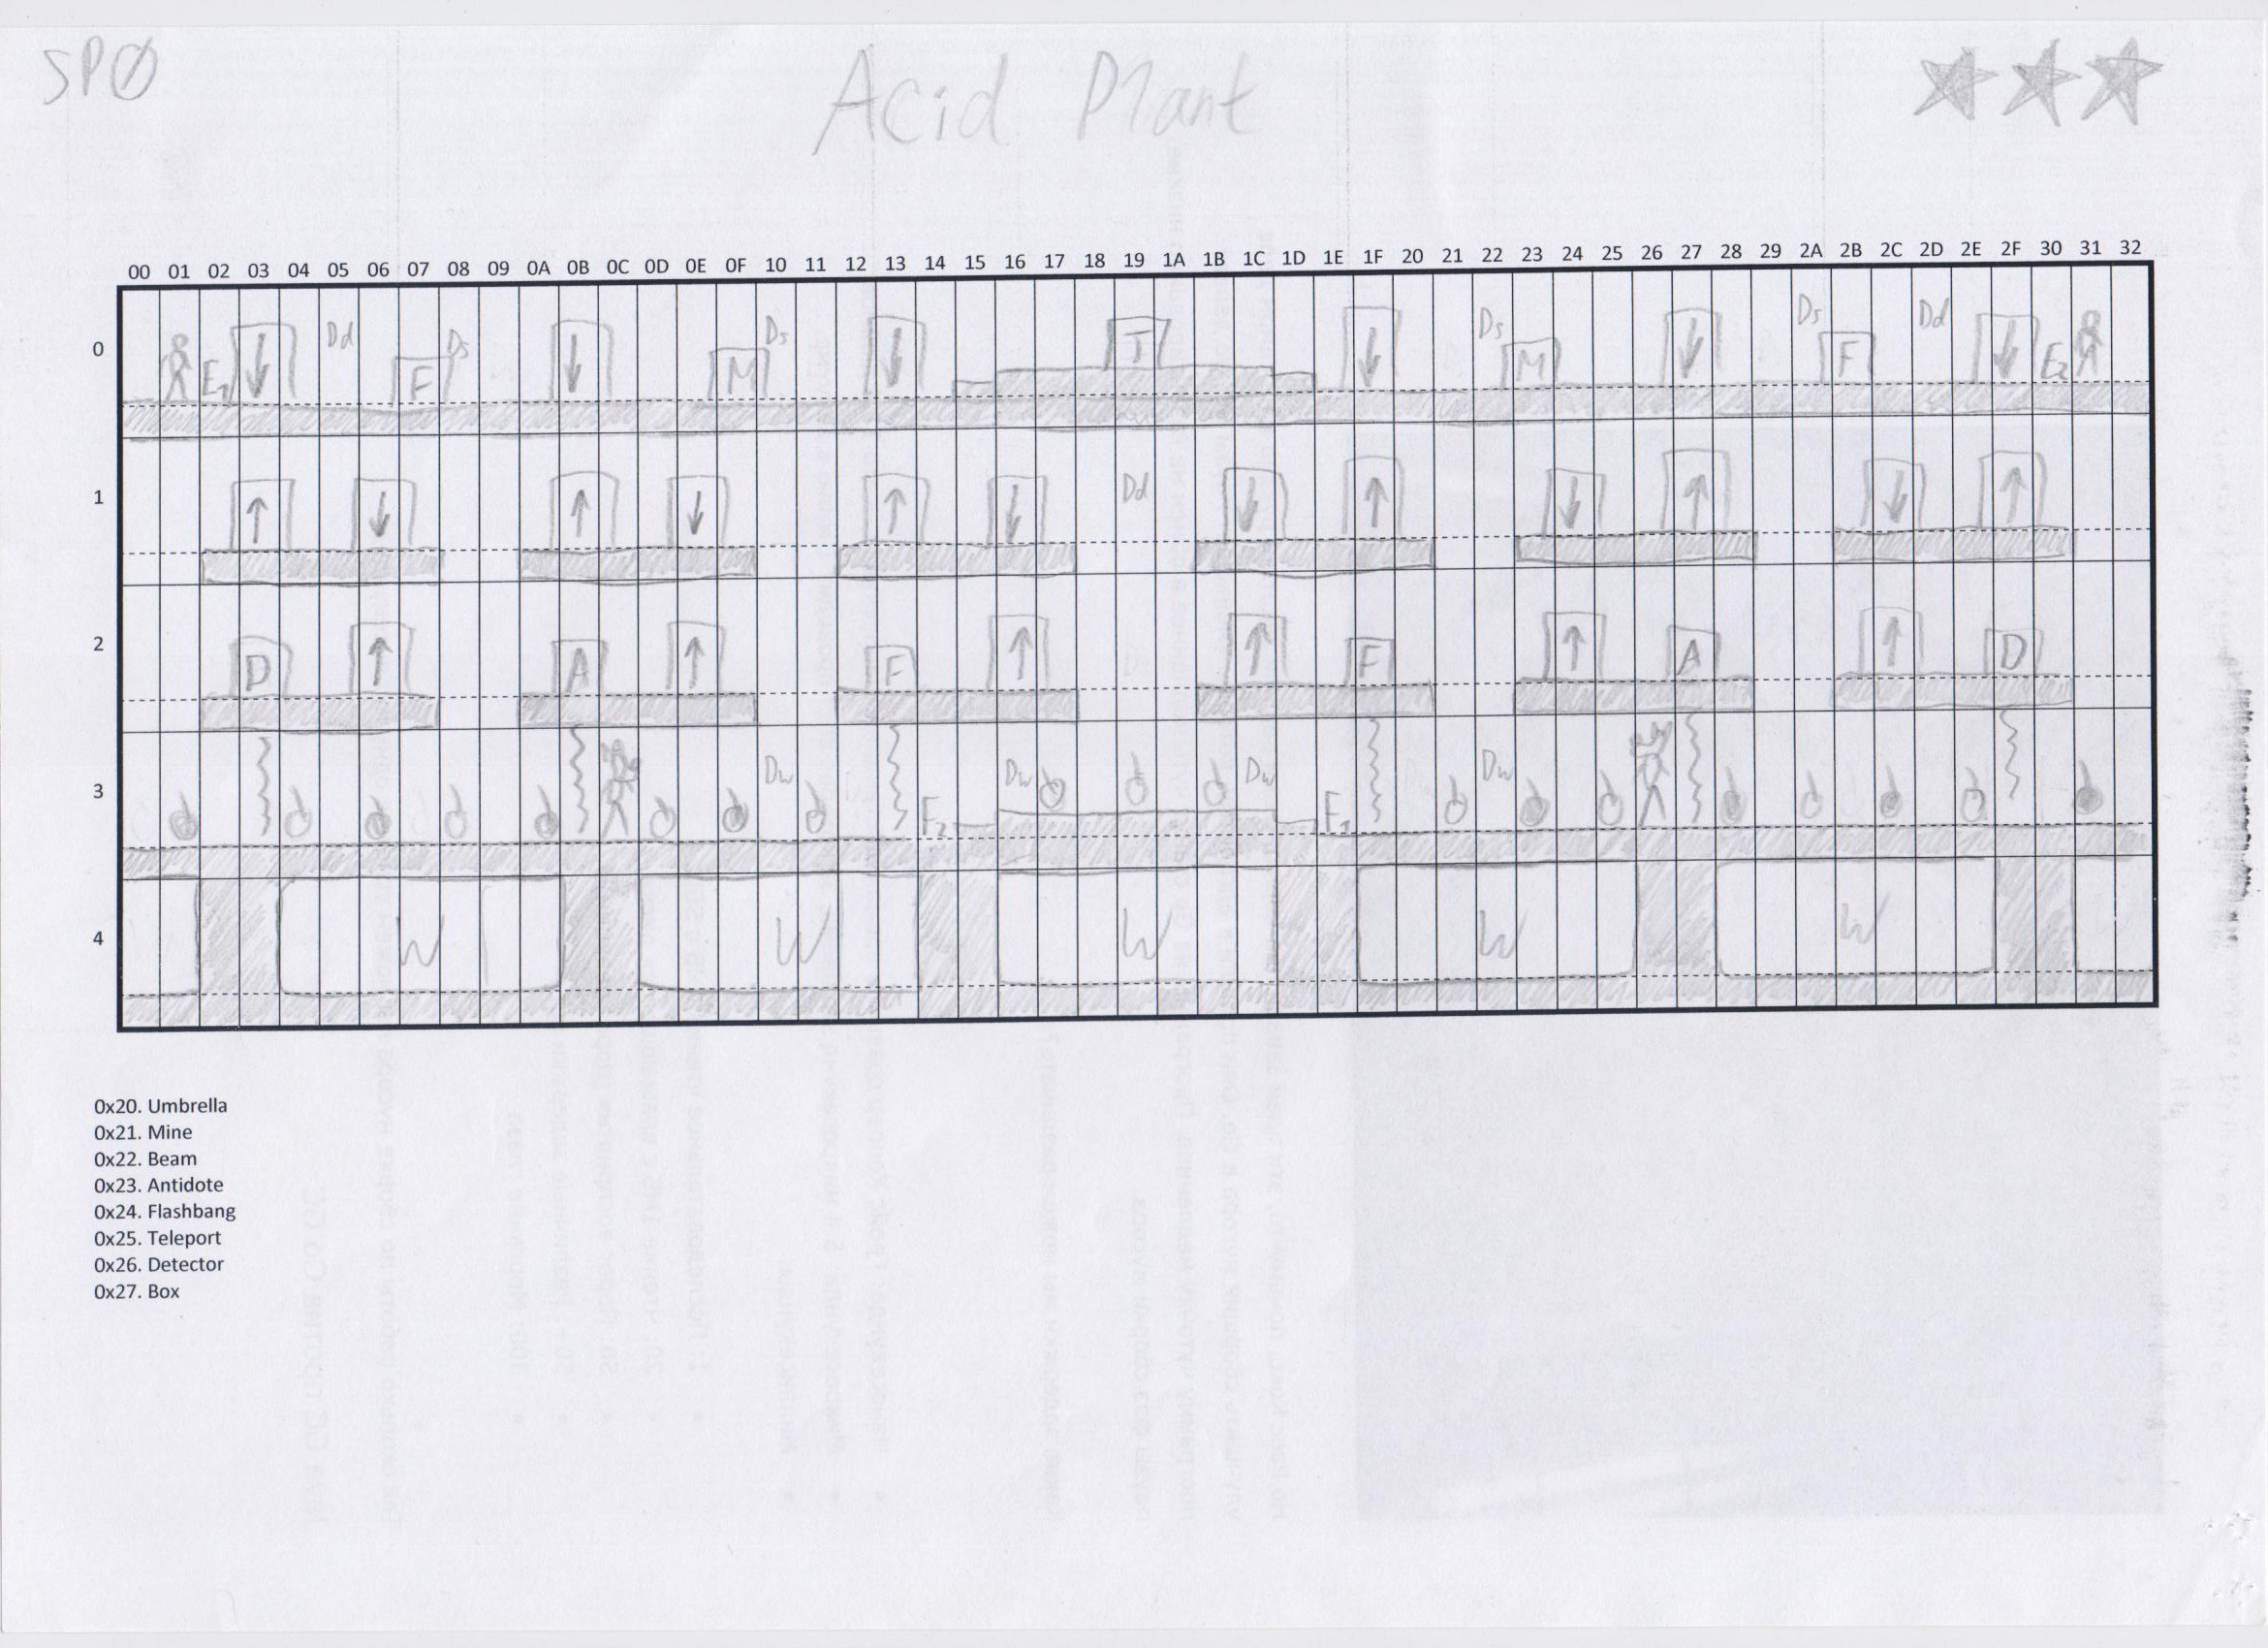 SPØ
Acid Plant
00 01 02 03 04 05 06 07 08 09 0A 0B 0C 0D 0E 0F 10 11 12 13 14 15 16 17 18 19 1A 1B 1C 1D 1E 1F 20 21 22 23 24 25 26 27 28 29 2A 2B 2C 2D 2E 2F 30 31 32
0 E1 ↓ Dd F Ds ↓ M Ds ↓ T ↓ Ds M ↓ Ds F Dd ↓ E2
1 ↑ ↓ ↑ ↓ ↑ ↓ Dd ↓ ↑ ↓ ↑ ↓ ↑
2 D ↑ A ↑ F ↑ ↑ F ↑ A ↑ D
3 Dw F2 Dw Dw F1 Dw
4 W W W W W
0x20. Umbrella
0x21. Mine
0x22. Beam
0x23. Antidote
0x24. Flashbang
0x25. Teleport
0x26. Detector
0x27. Box